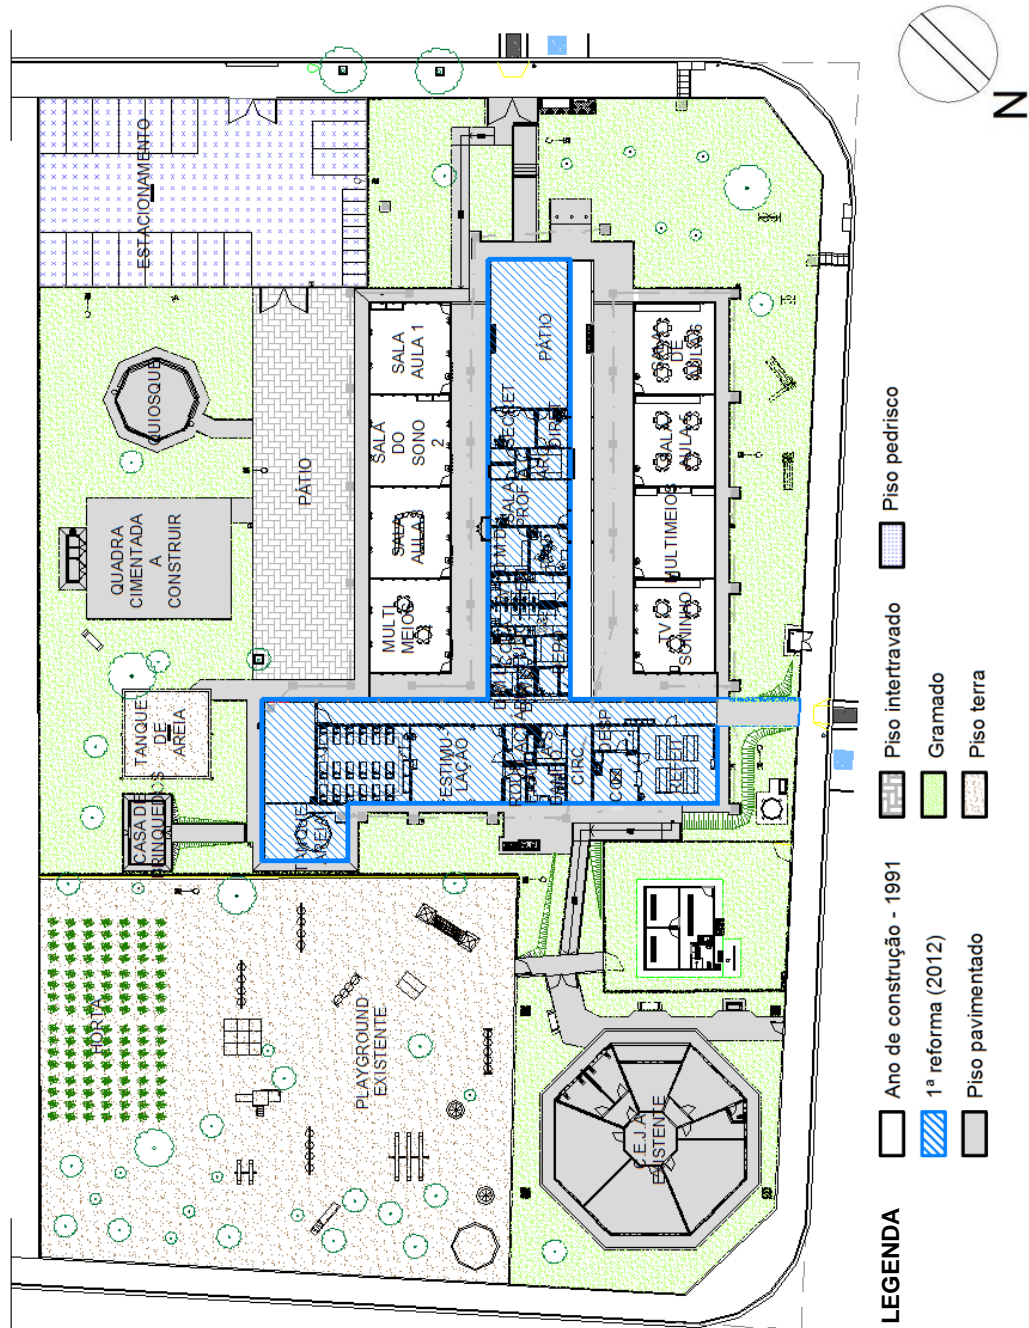 N
ESTACIONAMENTO
QUIOSQUE
QUADRA
CIMENTADA
A
CONSTRUIR
PÁTIO
SALA
AULA 1
SALA
DO
SONO
2
SALA
AULA 3
MULTI
MEIOS
PATIO
SECRET
DIRET
SALA
PROF
SALA
DE
AULA 6
SALA
AULA 5
MULTIMEIOS
TV
SONINHO
TANQUE
DE
AREIA
CASA DE
BRINQUEDOS
TANQUE
AREIA
ESTIMU
LAÇÃO
CIRC.
DESP
COZ
REFEIT
HORTA
PLAYGROUND
EXISTENTE
C.E.J.A
EXISTENTE
LEGENDA
Ano de construção - 1991
1ª reforma (2012)
Piso pavimentado
Piso intertravado
Gramado
Piso terra
Piso pedrisco